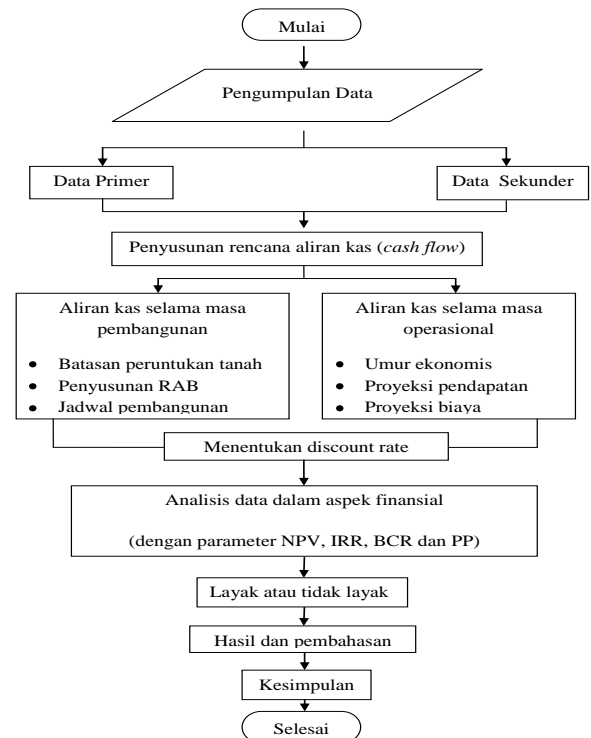 Mulai
Pengumpulan Data
Data Primer
Data Sekunder
Penyusunan rencana aliran kas (cash flow)
Aliran kas selama masa
pembangunan
• Batasan peruntukan tanah
• Penyusunan RAB
• Jadwal pembangunan
Aliran kas selama masa
operasional
• Umur ekonomis
• Proyeksi pendapatan
• Proyeksi biaya
Menentukan discount rate
Analisis data dalam aspek finansial
(dengan parameter NPV, IRR, BCR dan PP)
Layak atau tidak layak
Hasil dan pembahasan
Kesimpulan
Selesai